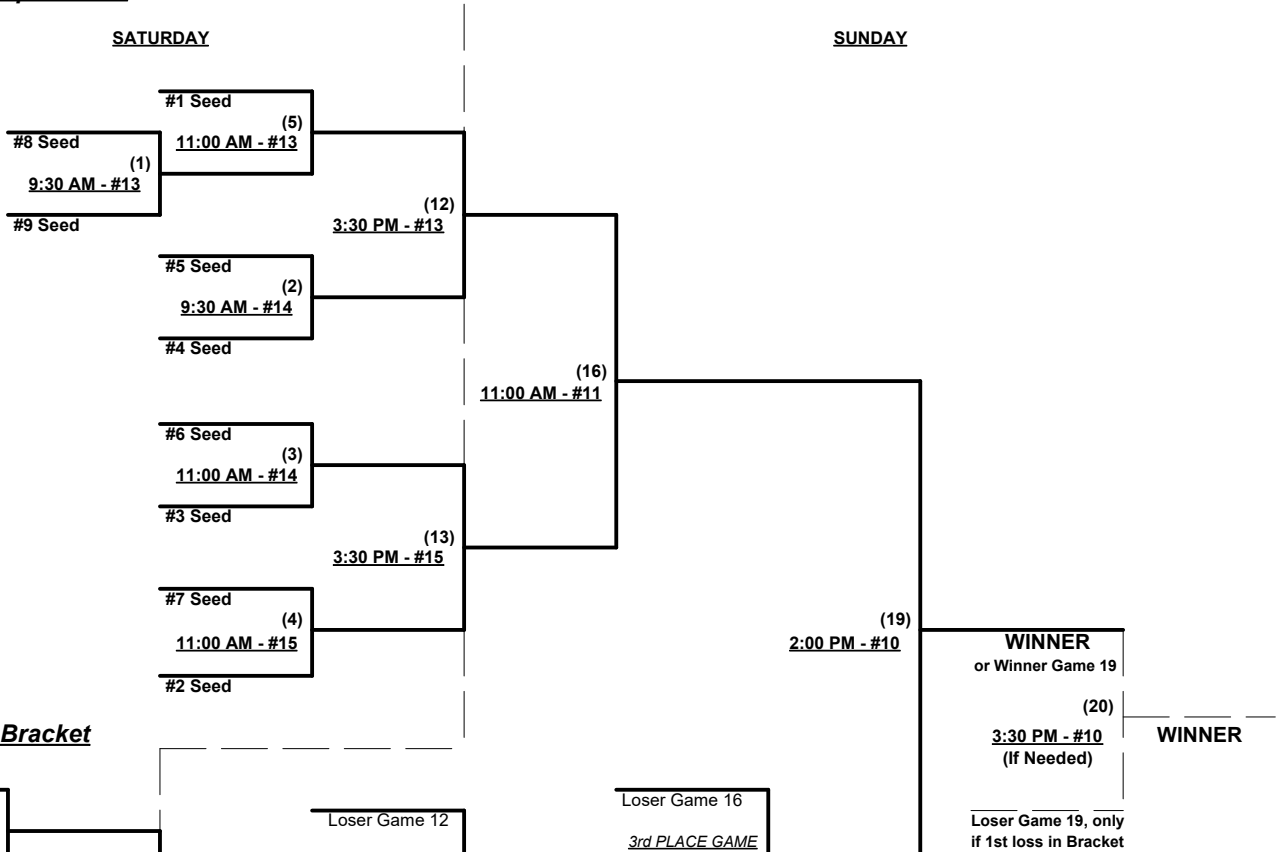 SATURDAY
SUNDAY
#1 Seed
(5)
11:00 AM - #13
#8 Seed
(1)
9:30 AM - #13
#9 Seed
(12)
3:30 PM - #13
#5 Seed
(2)
9:30 AM - #14
#4 Seed
(16)
11:00 AM - #11
#6 Seed
(3)
11:00 AM - #14
#3 Seed
(13)
3:30 PM - #15
#7 Seed
(4)
11:00 AM - #15
#2 Seed
(19)
2:00 PM - #10
WINNER
or Winner Game 19
(20)
3:30 PM - #10
(If Needed)
WINNER
Bracket
Loser Game 12
Loser Game 16
3rd PLACE GAME
Loser Game 19, only
if 1st loss in Bracket